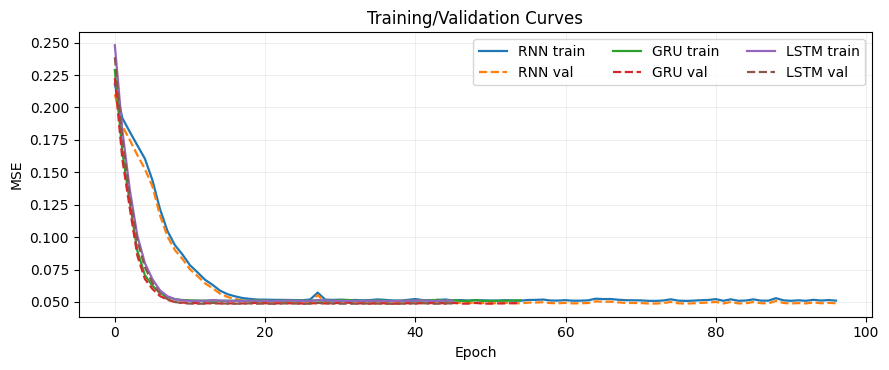 Training/Validation Curves
MSE
0.250
0.225
0.200
0.175
0.150
0.125
0.100
0.075
0.050
RNN train
RNN val
GRU train
GRU val
LSTM train
LSTM val
0 20 40 60 80 100
Epoch